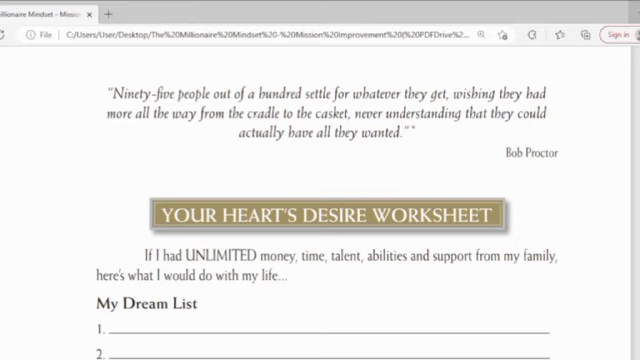 illionaire Mindset - Mission
File
C:/Users/User/Desktop/The%20Millionaire%20Mindset%20-%20Mission%20Improvement%20(%20PDFDrive%2...
Sign in
“Ninety-five people out of a hundred settle for whatever they get, wishing they had
more all the way from the cradle to the casket, never understanding that they could
actually have all they wanted.”*
Bob Proctor
YOUR HEART'S DESIRE WORKSHEET
If I had UNLIMITED money, time, talent, abilities and support from my family,
here's what I would do with my life...
My Dream List
1.
2.